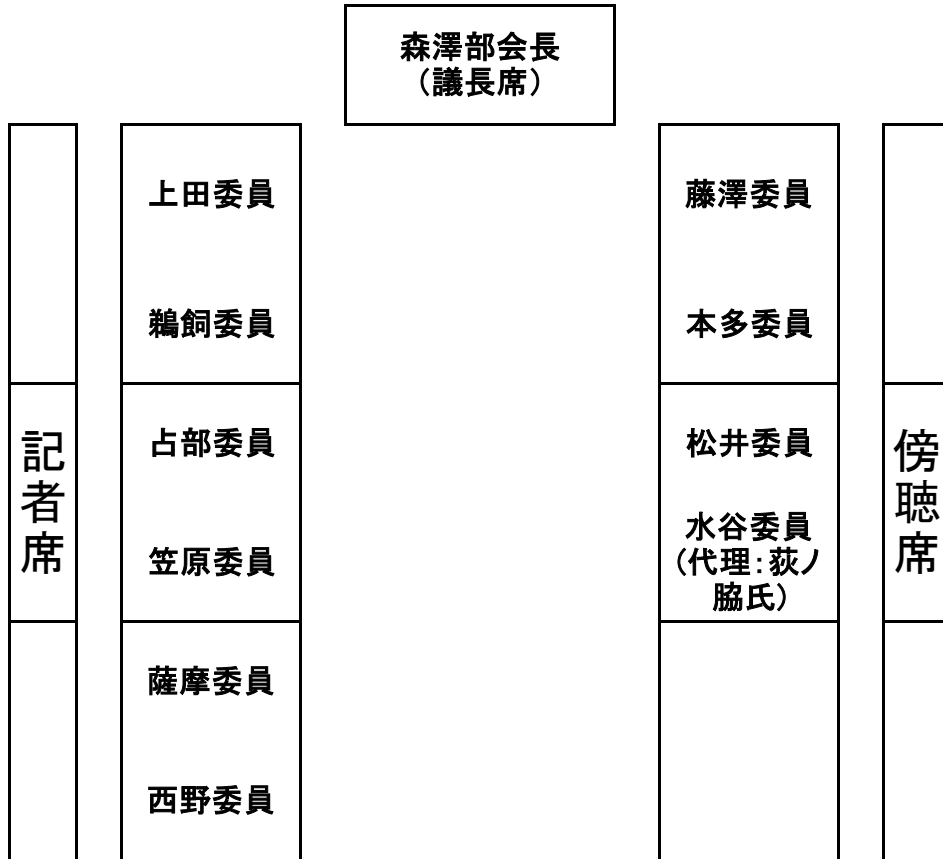 森澤部会長
（議長席）
上田委員
鵜飼委員
占部委員
笠原委員
薩摩委員
西野委員
藤澤委員
本多委員
松井委員
水谷委員
(代理:荻ノ
脇氏)
記者席
傍聴席